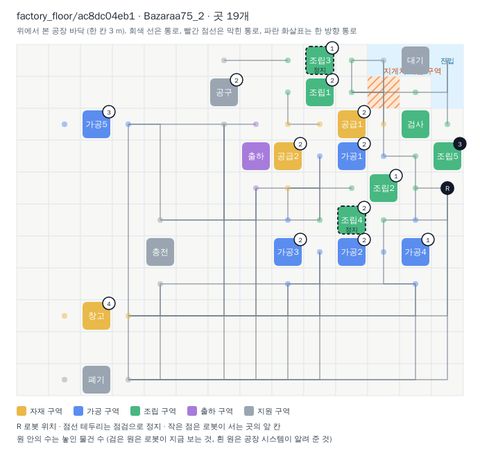 factory_floor/ac8dc04eb1 · Bazaraa75_2 · 곳 19개
위에서 본 공장 바닥 (한 칸 3 m). 회색 선은 통로, 빨간 점선은 막힌 통로, 파란 화살표는 한 방향 통로
조립3 1
정지
대기
진입
지게차 구역
공구 2
조립1 2
가공5 3
공급1 2
검사
출하
공급2 2
가공1 2
조립5 3
조립2 1
R
조립4 2
정지
충전
가공3 2
가공2 2
가공4 1
창고 4
폐기
자재 구역
가공 구역
조립 구역
출하 구역
지원 구역
R 로봇 위치 · 점선 테두리는 점검으로 정지 · 작은 점은 로봇이 서는 곳의 앞 칸
원 안의 수는 놓인 물건 수 (검은 원은 로봇이 지금 보는 것, 흰 원은 공장 시스템이 알려 준 것)